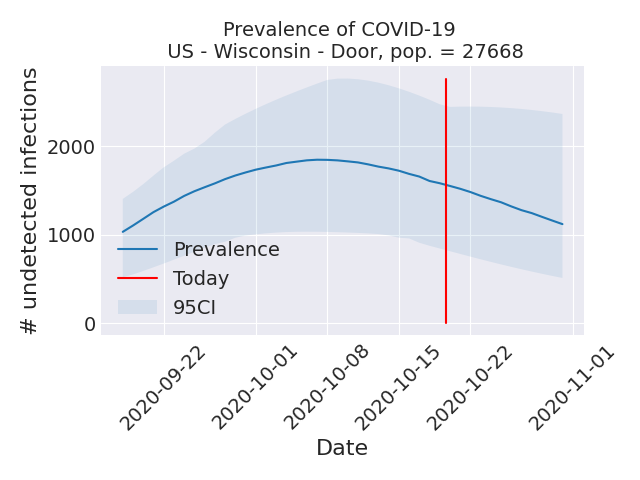 Prevalence of COVID-19
US - Wisconsin - Door, pop. = 27668
# undetected infections
2000
1000
0
Prevalence
Today
95CI
2020-09-22
2020-10-01
2020-10-08
2020-10-15
2020-10-22
2020-11-01
Date